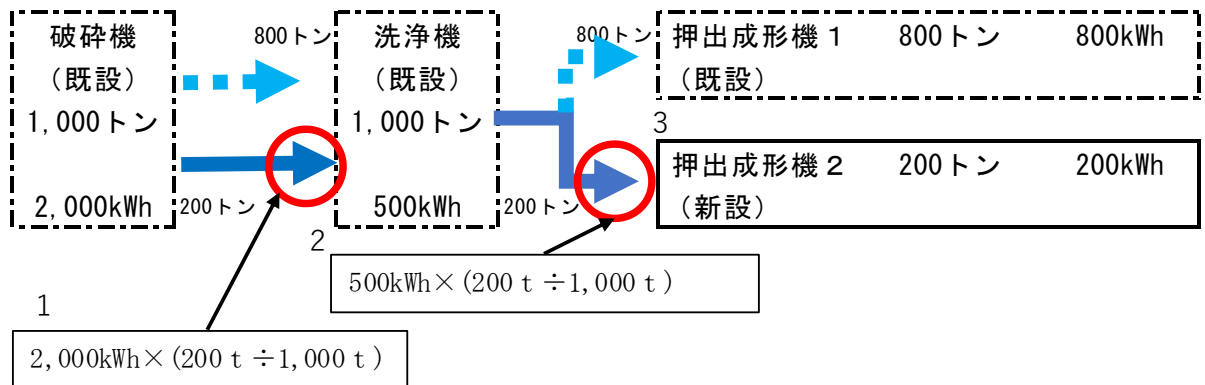 破砕機
(既設)
1,000トン
2,000kWh
800トン
200トン
洗浄機
(既設)
1,000トン
500kWh
800トン
200トン
押出成形機1 800トン 800kWh
(既設)
3
押出成形機2 200トン 200kWh
(新設)
2
500kWh×(200t÷1,000t)
1
2,000kWh×(200t÷1,000t)